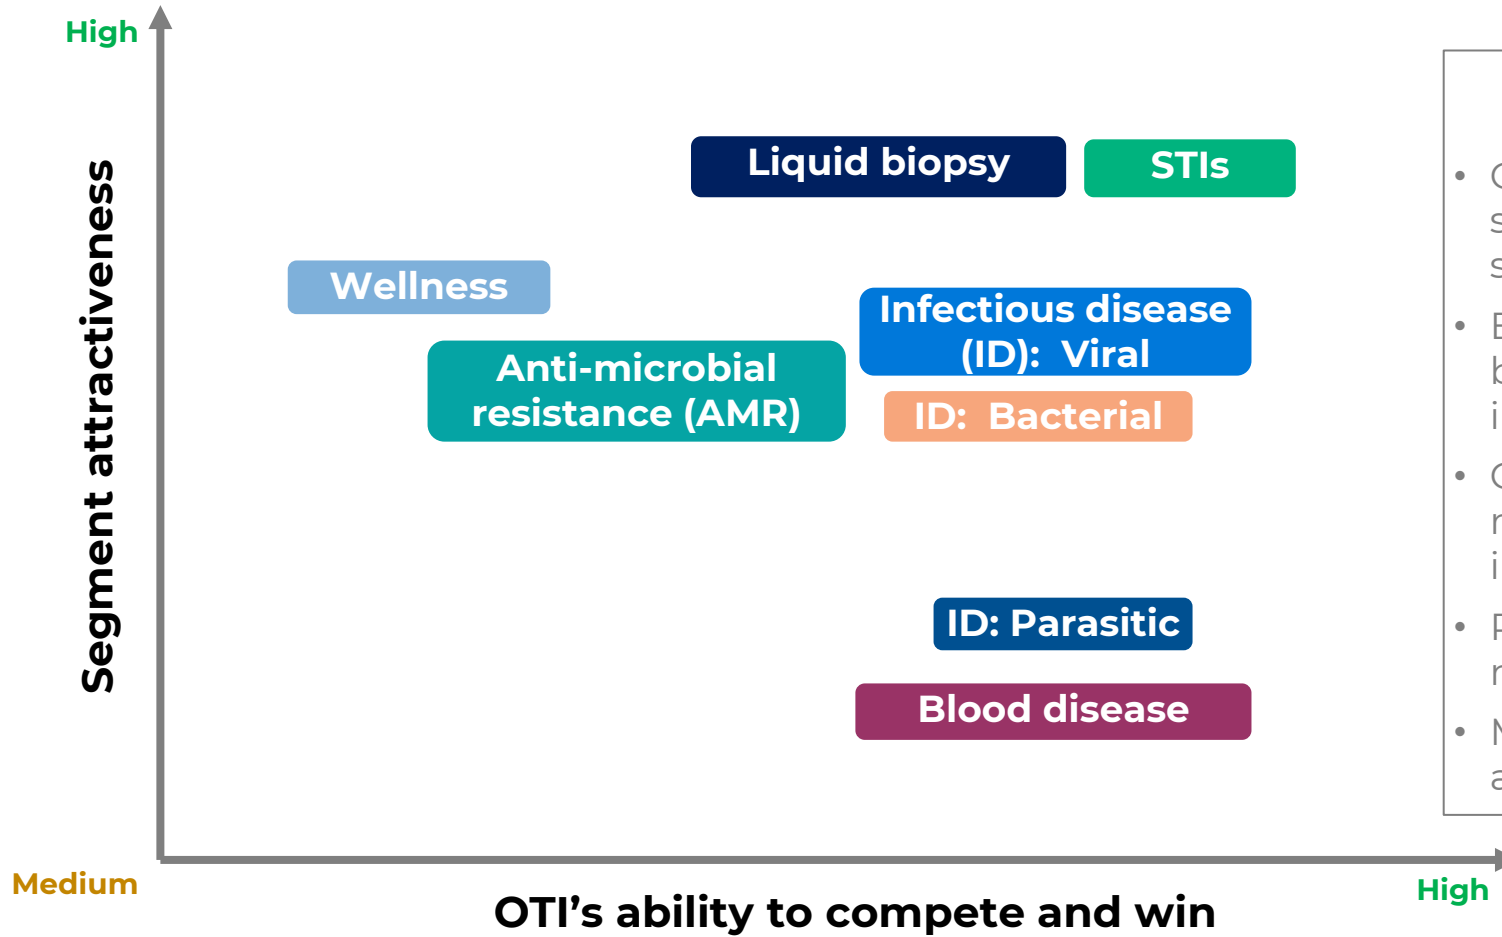 High
Segment attractiveness
Liquid biopsy
STIs
Wellness
Infectious disease
(ID):  Viral
Anti-microbial
resistance (AMR)
ID:  Bacterial
ID: Parasitic
Blood disease
Medium
High
OTI’s ability to compete and win